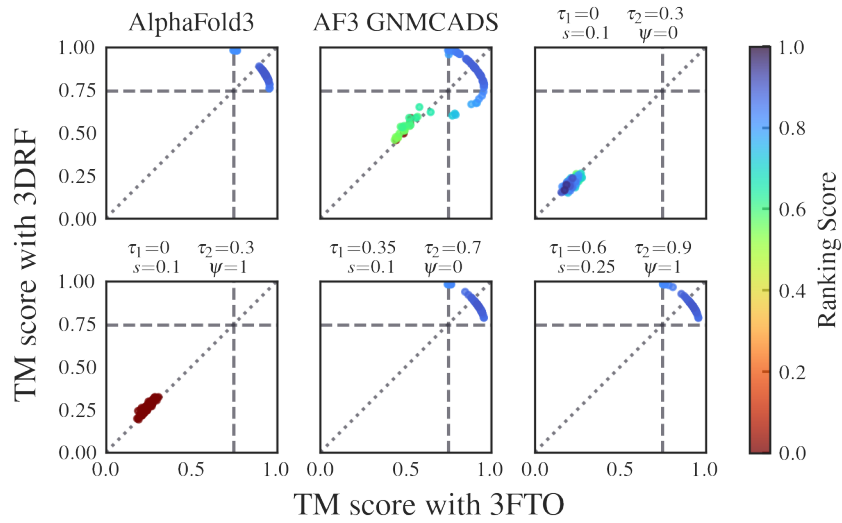 AlphaFold3
AF3 GNMCADS
τ₁=0 τ₂=0.3
s=0.1 ψ=0
1.00
0.75
0.50
0.25
0.00
τ₁=0 τ₂=0.3
s=0.1 ψ=1
τ₁=0.35 τ₂=0.7
s=0.1 ψ=0
τ₁=0.6 τ₂=0.9
s=0.25 ψ=1
1.00
0.75
0.50
0.25
0.00
0.0 0.5 1.0
0.5 1.0
0.5 1.0
TM score with 3DRF
TM score with 3FTO
1.0
0.8
0.6
0.4
0.2
0.0
Ranking Score